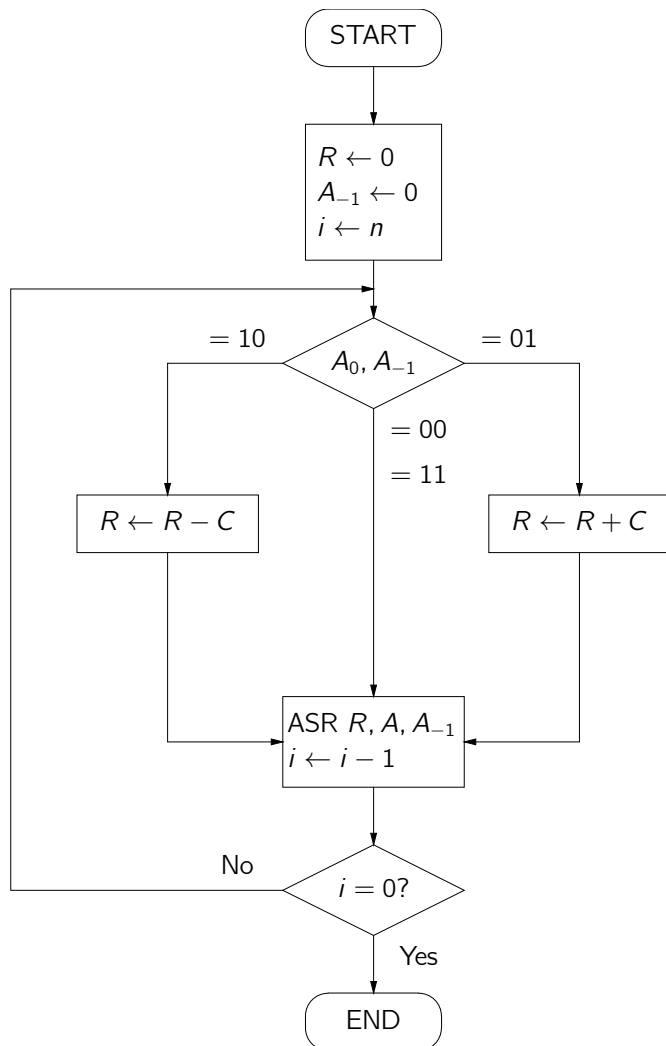 START
R ← 0
A₋₁ ← 0
i ← n
= 10
A₀, A₋₁
= 01
= 00
= 11
R ← R − C
R ← R + C
ASR R, A, A₋₁
i ← i − 1
No
i = 0?
Yes
END